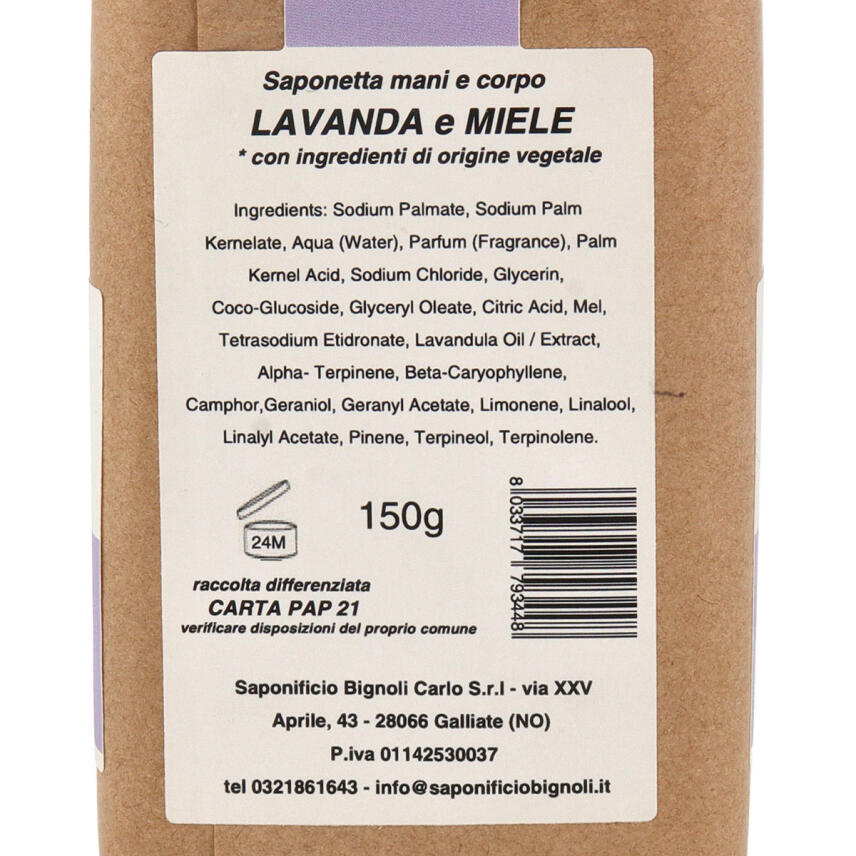 Saponetta mani e corpo
LAVANDA e MIELE
* con ingredienti di origine vegetale
Ingredients: Sodium Palmate, Sodium Palm
Kernelate, Aqua (Water), Parfum (Fragrance), Palm
Kernel Acid, Sodium Chloride, Glycerin,
Coco-Glucoside, Glyceryl Oleate, Citric Acid, Mel,
Tetrasodium Etidronate, Lavandula Oil / Extract,
Alpha- Terpinene, Beta-Caryophyllene,
Camphor,Geraniol, Geranyl Acetate, Limonene, Linalool,
Linalyl Acetate, Pinene, Terpineol, Terpinolene.
24M
150g
8 033717 793448
raccolta differenziata
CARTA PAP 21
verificare disposizioni del proprio comune
Saponificio Bignoli Carlo S.r.l - via XXV
Aprile, 43 - 28066 Galliate (NO)
P.iva 01142530037
tel 0321861643 - info@saponificiobignoli.it